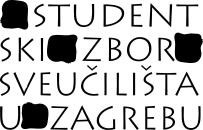 STUDENT
SKI ZBOR
SVEUČILIŠTA
U ZAGREBU